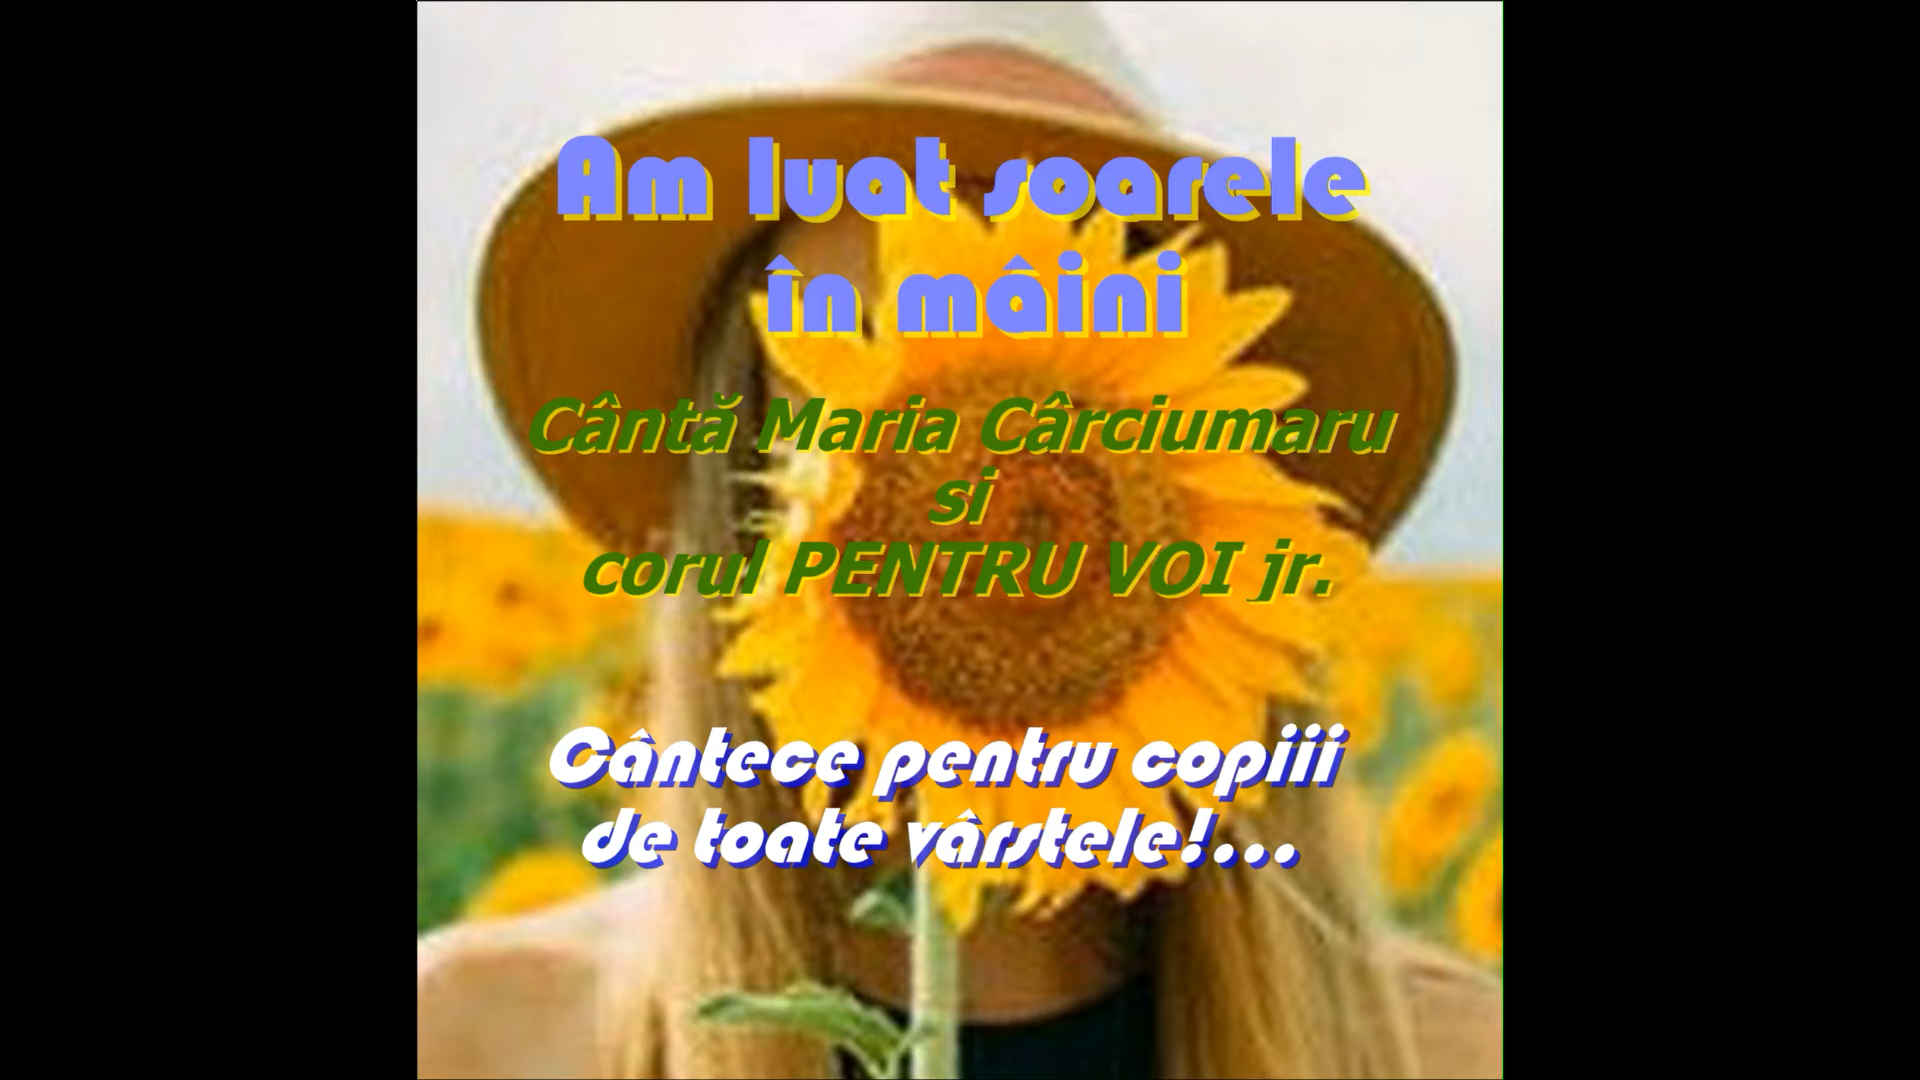 Am luat soarele
în mâini
Cântă Maria Cârciumaru
si
corul PENTRU VOI jr.
Cântece pentru copiii
de toate vârstele!...